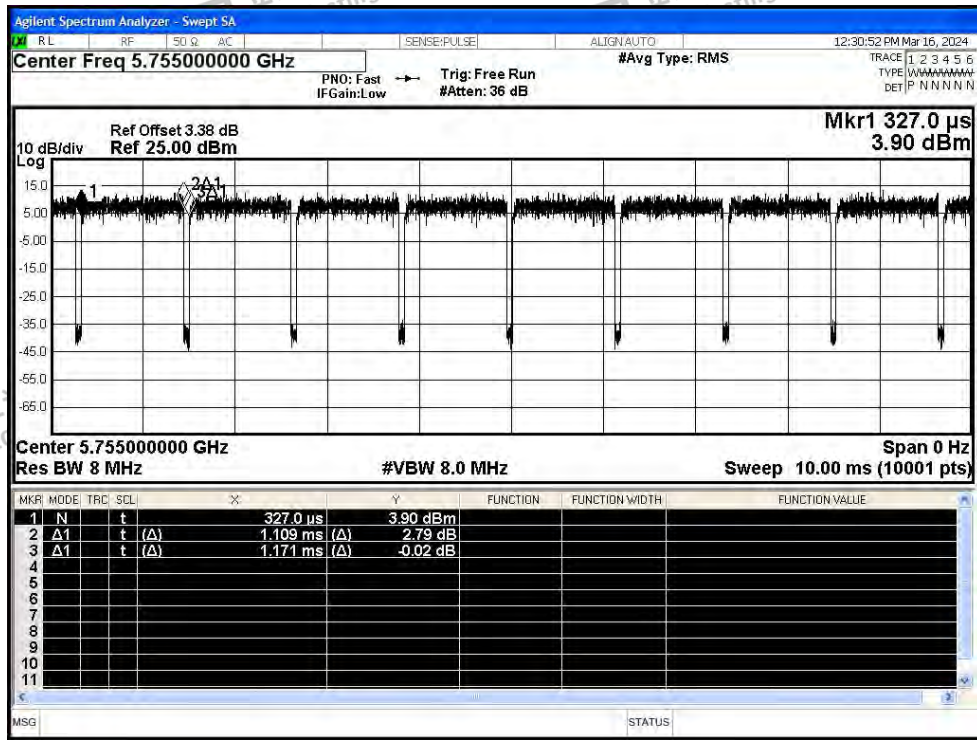 Agilent Spectrum Analyzer - Swept SA
LXI RL RF 50 Ω AC SENSE:PULSE ALIGN AUTO 12:30:52 PM Mar 16, 2024
Center Freq 5.755000000 GHz #Avg Type: RMS TRACE 1 2 3 4 5 6
PNO: Fast Trig: Free Run TYPE WWWWWW
IFGain:Low #Atten: 36 dB DET P N N N N N
Ref Offset 3.38 dB Mkr1 327.0 µs
10 dB/div Ref 25.00 dBm 3.90 dBm
Log
15.0
1 2Δ1
3Δ1
5.00
-5.00
-15.0
-25.0
-35.0
-45.0
-55.0
-65.0
Center 5.755000000 GHz Span 0 Hz
Res BW 8 MHz #VBW 8.0 MHz Sweep 10.00 ms (10001 pts)
MKR MODE TRC SCL X Y FUNCTION FUNCTION WIDTH FUNCTION VALUE
1 N t 327.0 µs 3.90 dBm
2 Δ1 t (Δ) 1.109 ms (Δ) 2.79 dB
3 Δ1 t (Δ) 1.171 ms (Δ) -0.02 dB
4
5
6
7
8
9
10
11
MSG STATUS